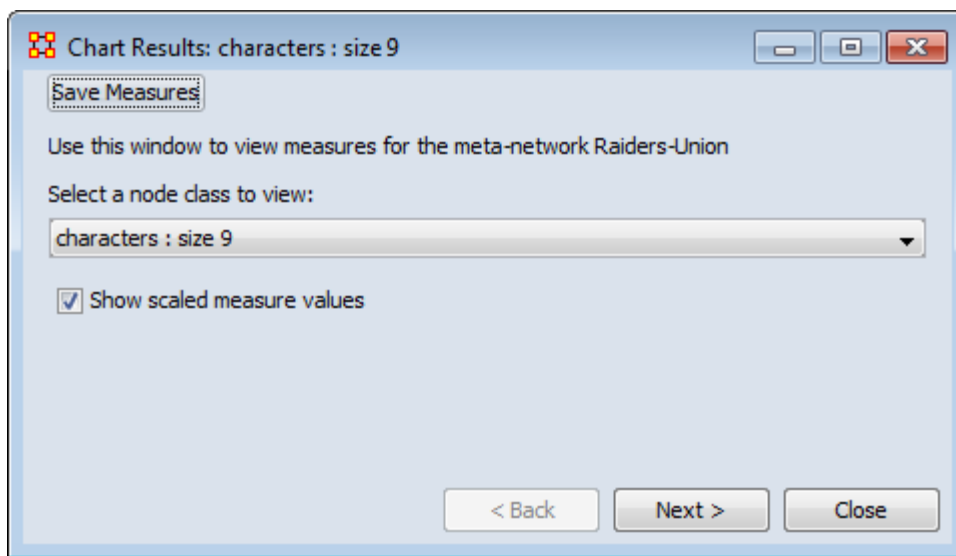 Chart Results: characters : size 9
Save Measures
Use this window to view measures for the meta-network Raiders-Union
Select a node class to view:
characters : size 9
Show scaled measure values
< Back Next > Close